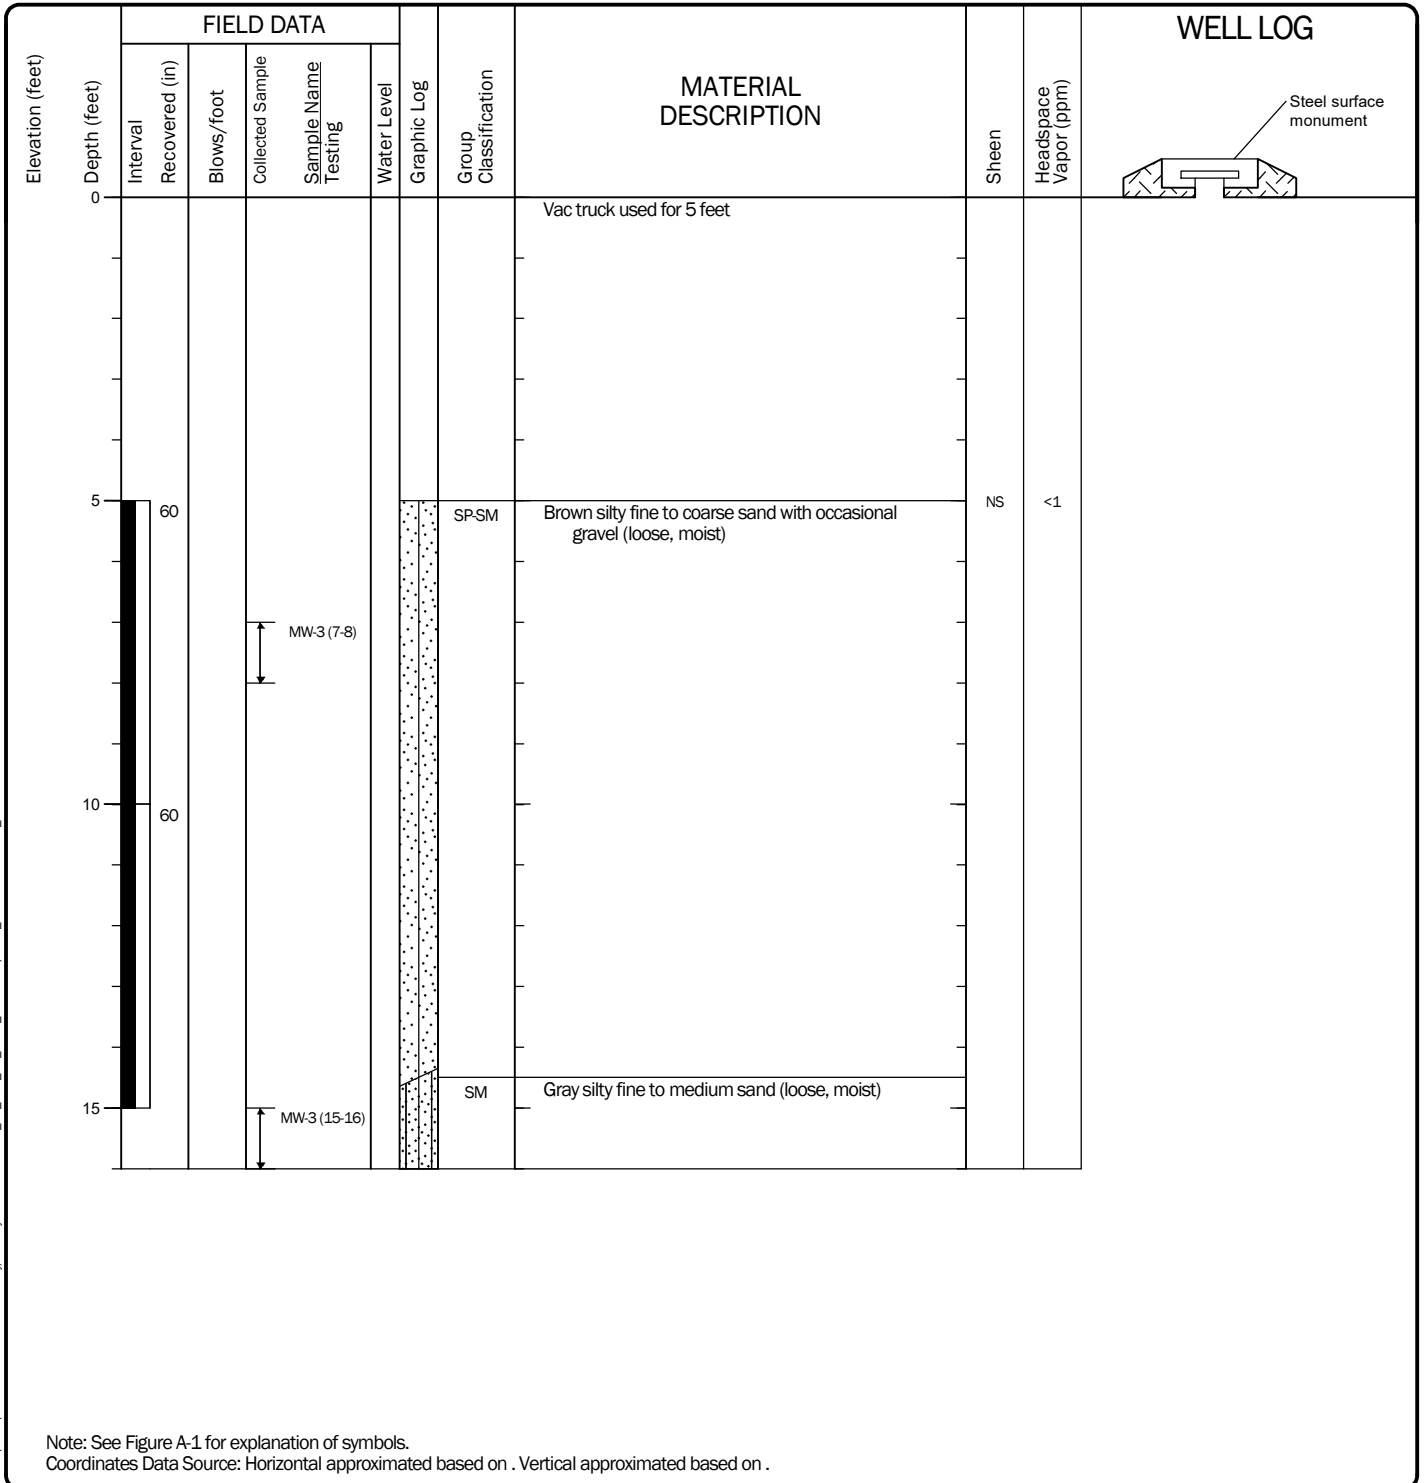 FIELD DATA
WELL LOG
Elevation (feet)
Depth (feet)
Interval
Recovered (in)
Blows/foot
Collected Sample
Sample Name
Testing
Water Level
Graphic Log
Group
Classification
MATERIAL
DESCRIPTION
Sheen
Headspace
Vapor (ppm)
Steel surface
monument
0
Vac truck used for 5 feet
5
60
SP-SM
Brown silty fine to coarse sand with occasional
gravel (loose, moist)
NS
<1
MW-3 (7-8)
10
60
SM
Gray silty fine to medium sand (loose, moist)
15
MW-3 (15-16)
Note: See Figure A-1 for explanation of symbols.
Coordinates Data Source: Horizontal approximated based on . Vertical approximated based on .